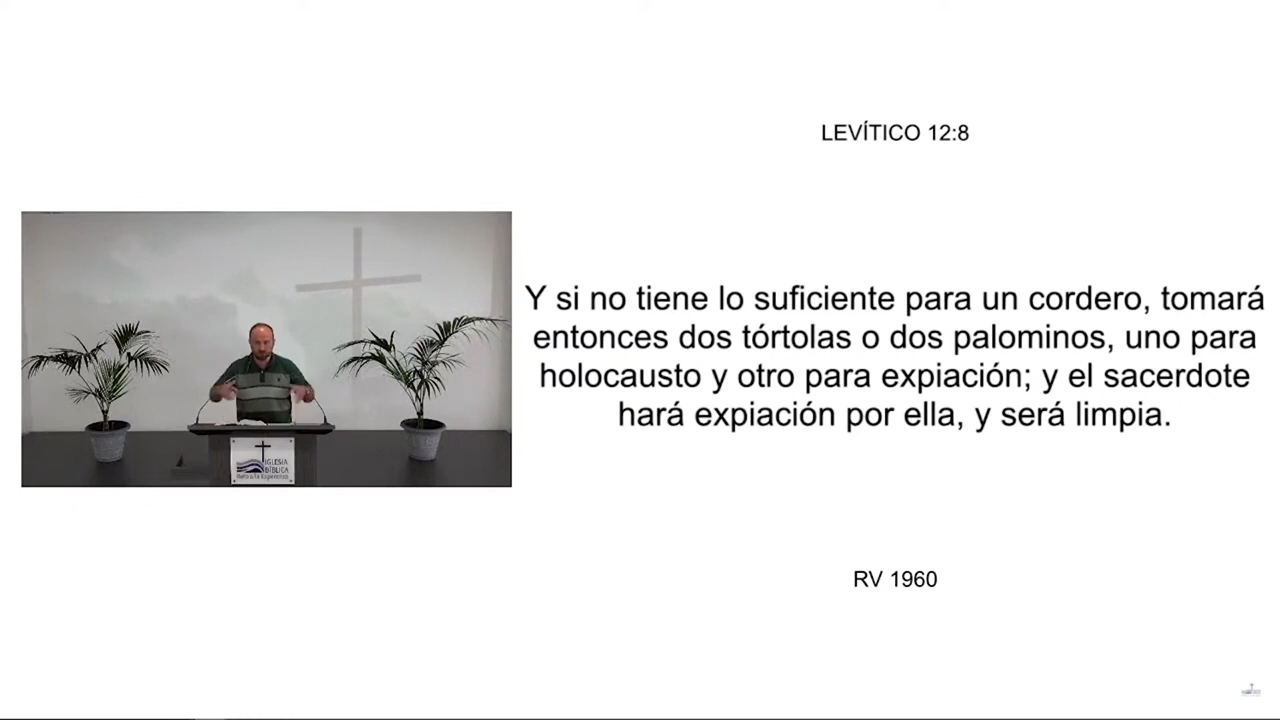 LEVÍTICO 12:8
Y si no tiene lo suficiente para un cordero, tomará
entonces dos tórtolas o dos palominos, uno para
holocausto y otro para expiación; y el sacerdote
hará expiación por ella, y será limpia.
IGLESIA
BÍBLICA
RV 1960